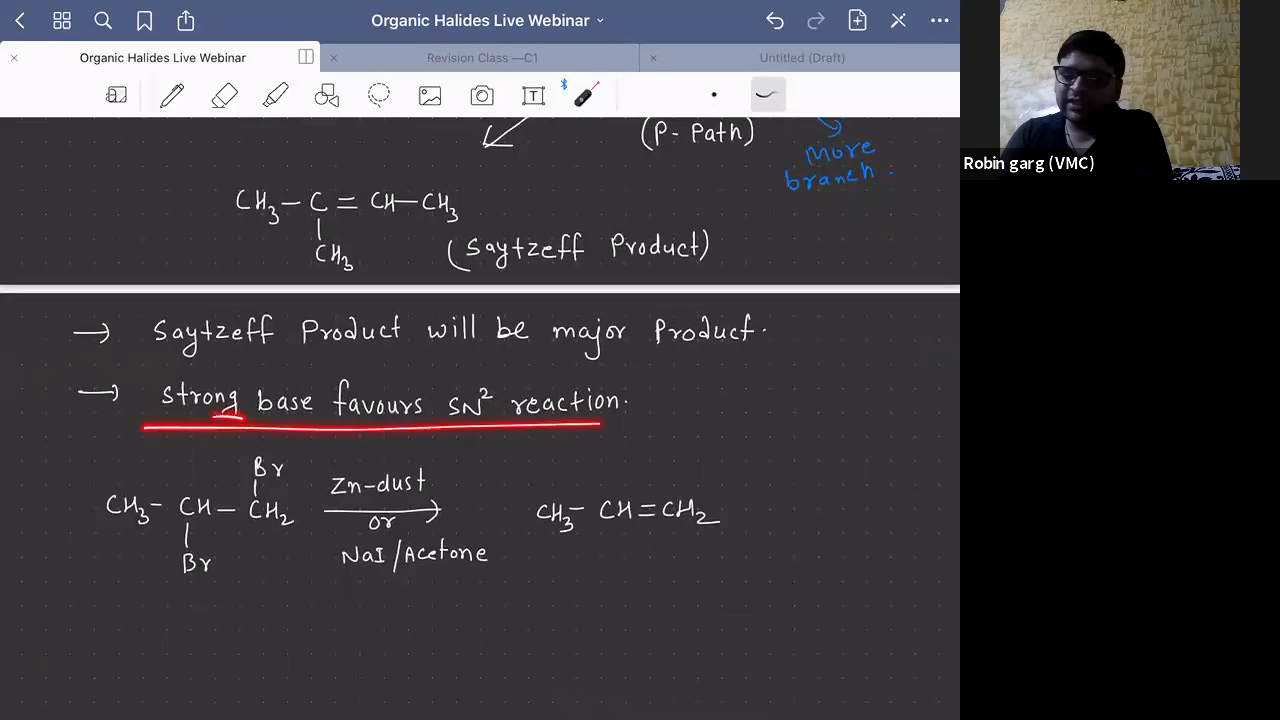 Organic Halides Live Webinar
Organic Halides Live Webinar
Revision Class —C1
Untitled (Draft)
T
Robin garg (VMC)
(P- Path)
More
branch.
CH3 — C = CH — CH3
CH3
(Saytzeff Product)
→ Saytzeff Product will be major Product.
→ Strong base favours SN² reaction.
Br
CH3 - CH — CH2
Br
Zn-dust
or
NaI/Acetone
CH3 - CH = CH2